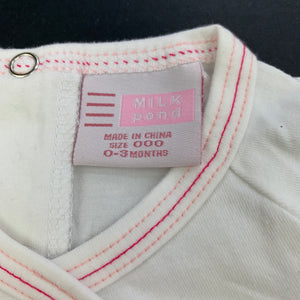 MiLK
pond
MADE IN CHINA
SIZE 000
0-3 MONTHS